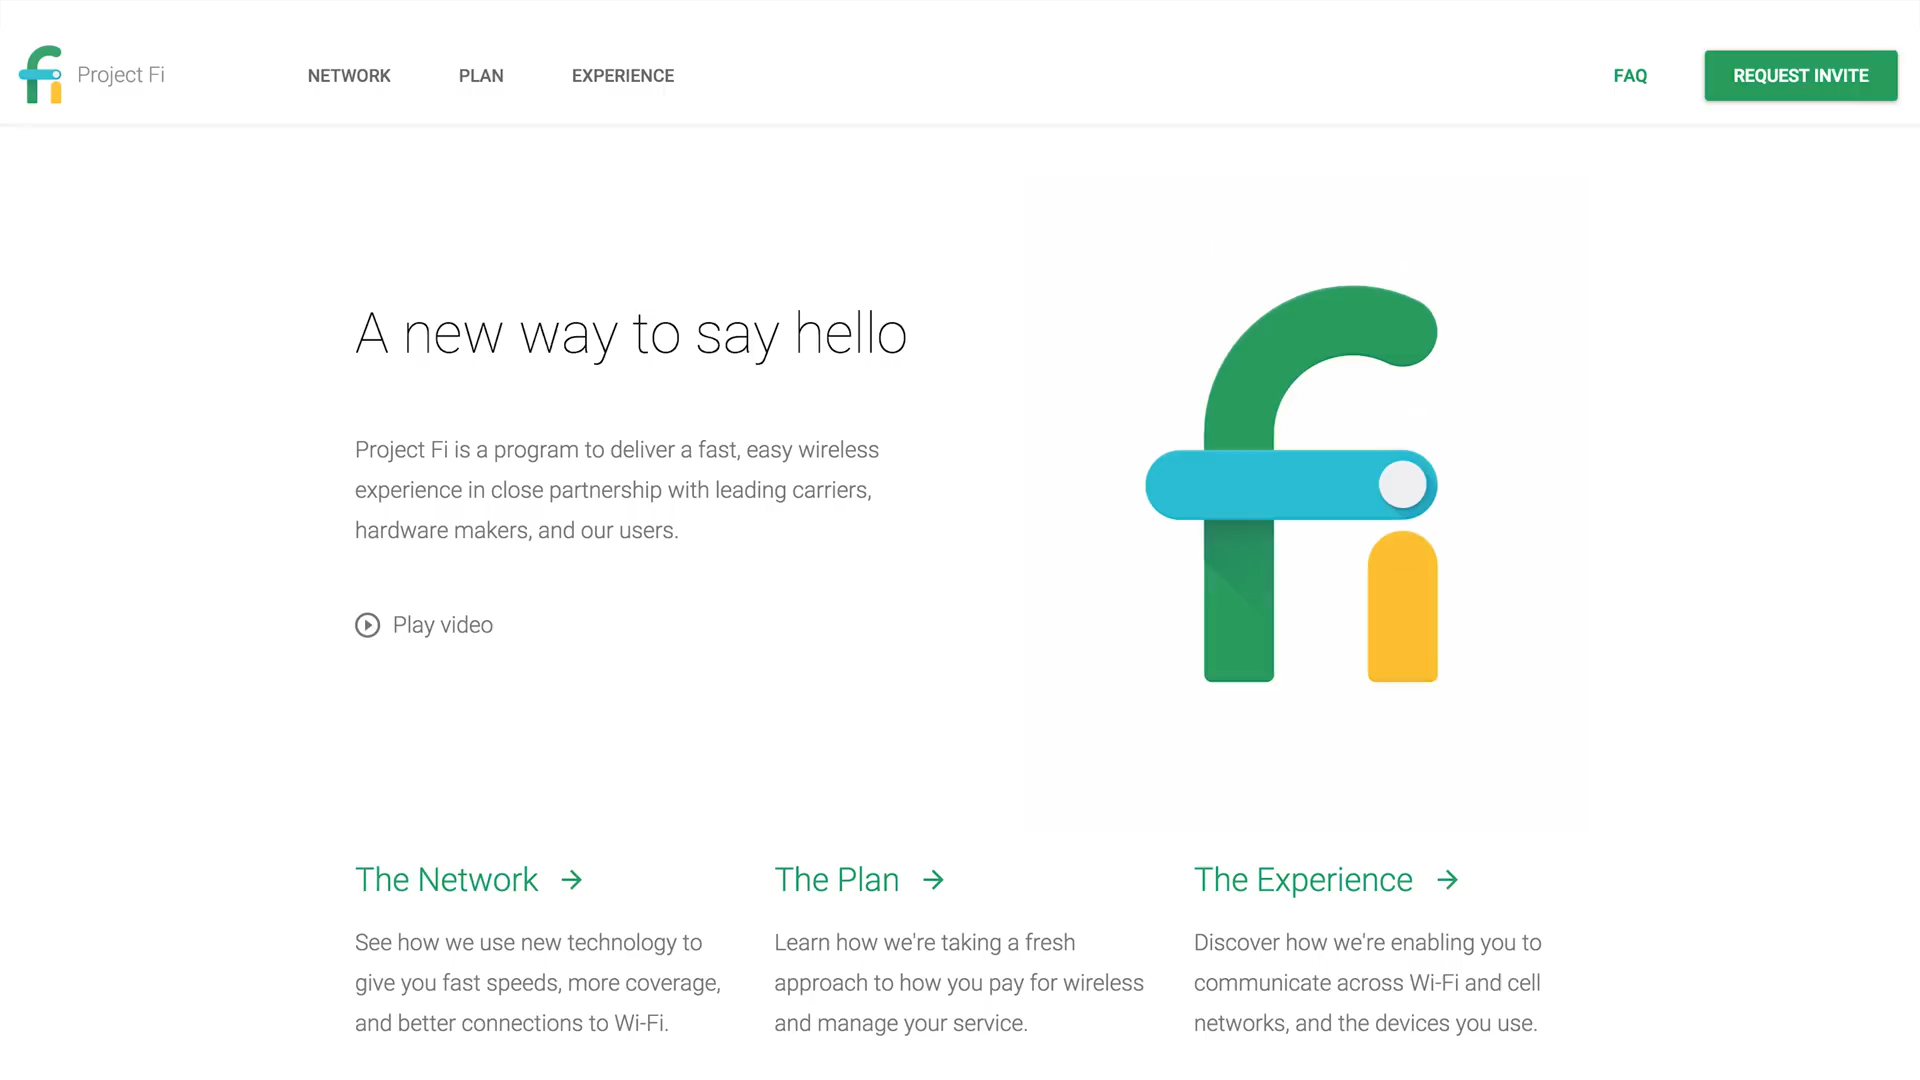 Project Fi
NETWORK
PLAN
EXPERIENCE
FAQ
REQUEST INVITE
A new way to say hello
Project Fi is a program to deliver a fast, easy wireless
experience in close partnership with leading carriers,
hardware makers, and our users.
Play video
fi
The Network
See how we use new technology to
give you fast speeds, more coverage,
and better connections to Wi-Fi.
The Plan
Learn how we're taking a fresh
approach to how you pay for wireless
and manage your service.
The Experience
Discover how we're enabling you to
communicate across Wi-Fi and cell
networks, and the devices you use.